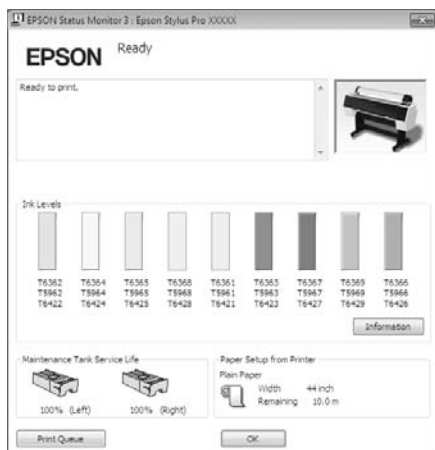 EPSON Status Monitor 3 : Epson Stylus Pro XXXXX
EPSON
Ready
Ready to print.
Ink Levels
T6362 T6364 T6365 T6368 T6361 T6363 T6367 T6369 T6366
T5962 T5964 T5965 T5968 T5961 T5963 T5967 T5969 T5966
T6422 T6424 T6425 T6428 T6421 T6423 T6427 T6429 T6426
Information
Maintenance Tank Service Life
100% (Left) 100% (Right)
Paper Setup from Printer
Plain Paper
Width 44 inch
Remaining 10.0 m
Print Queue
OK